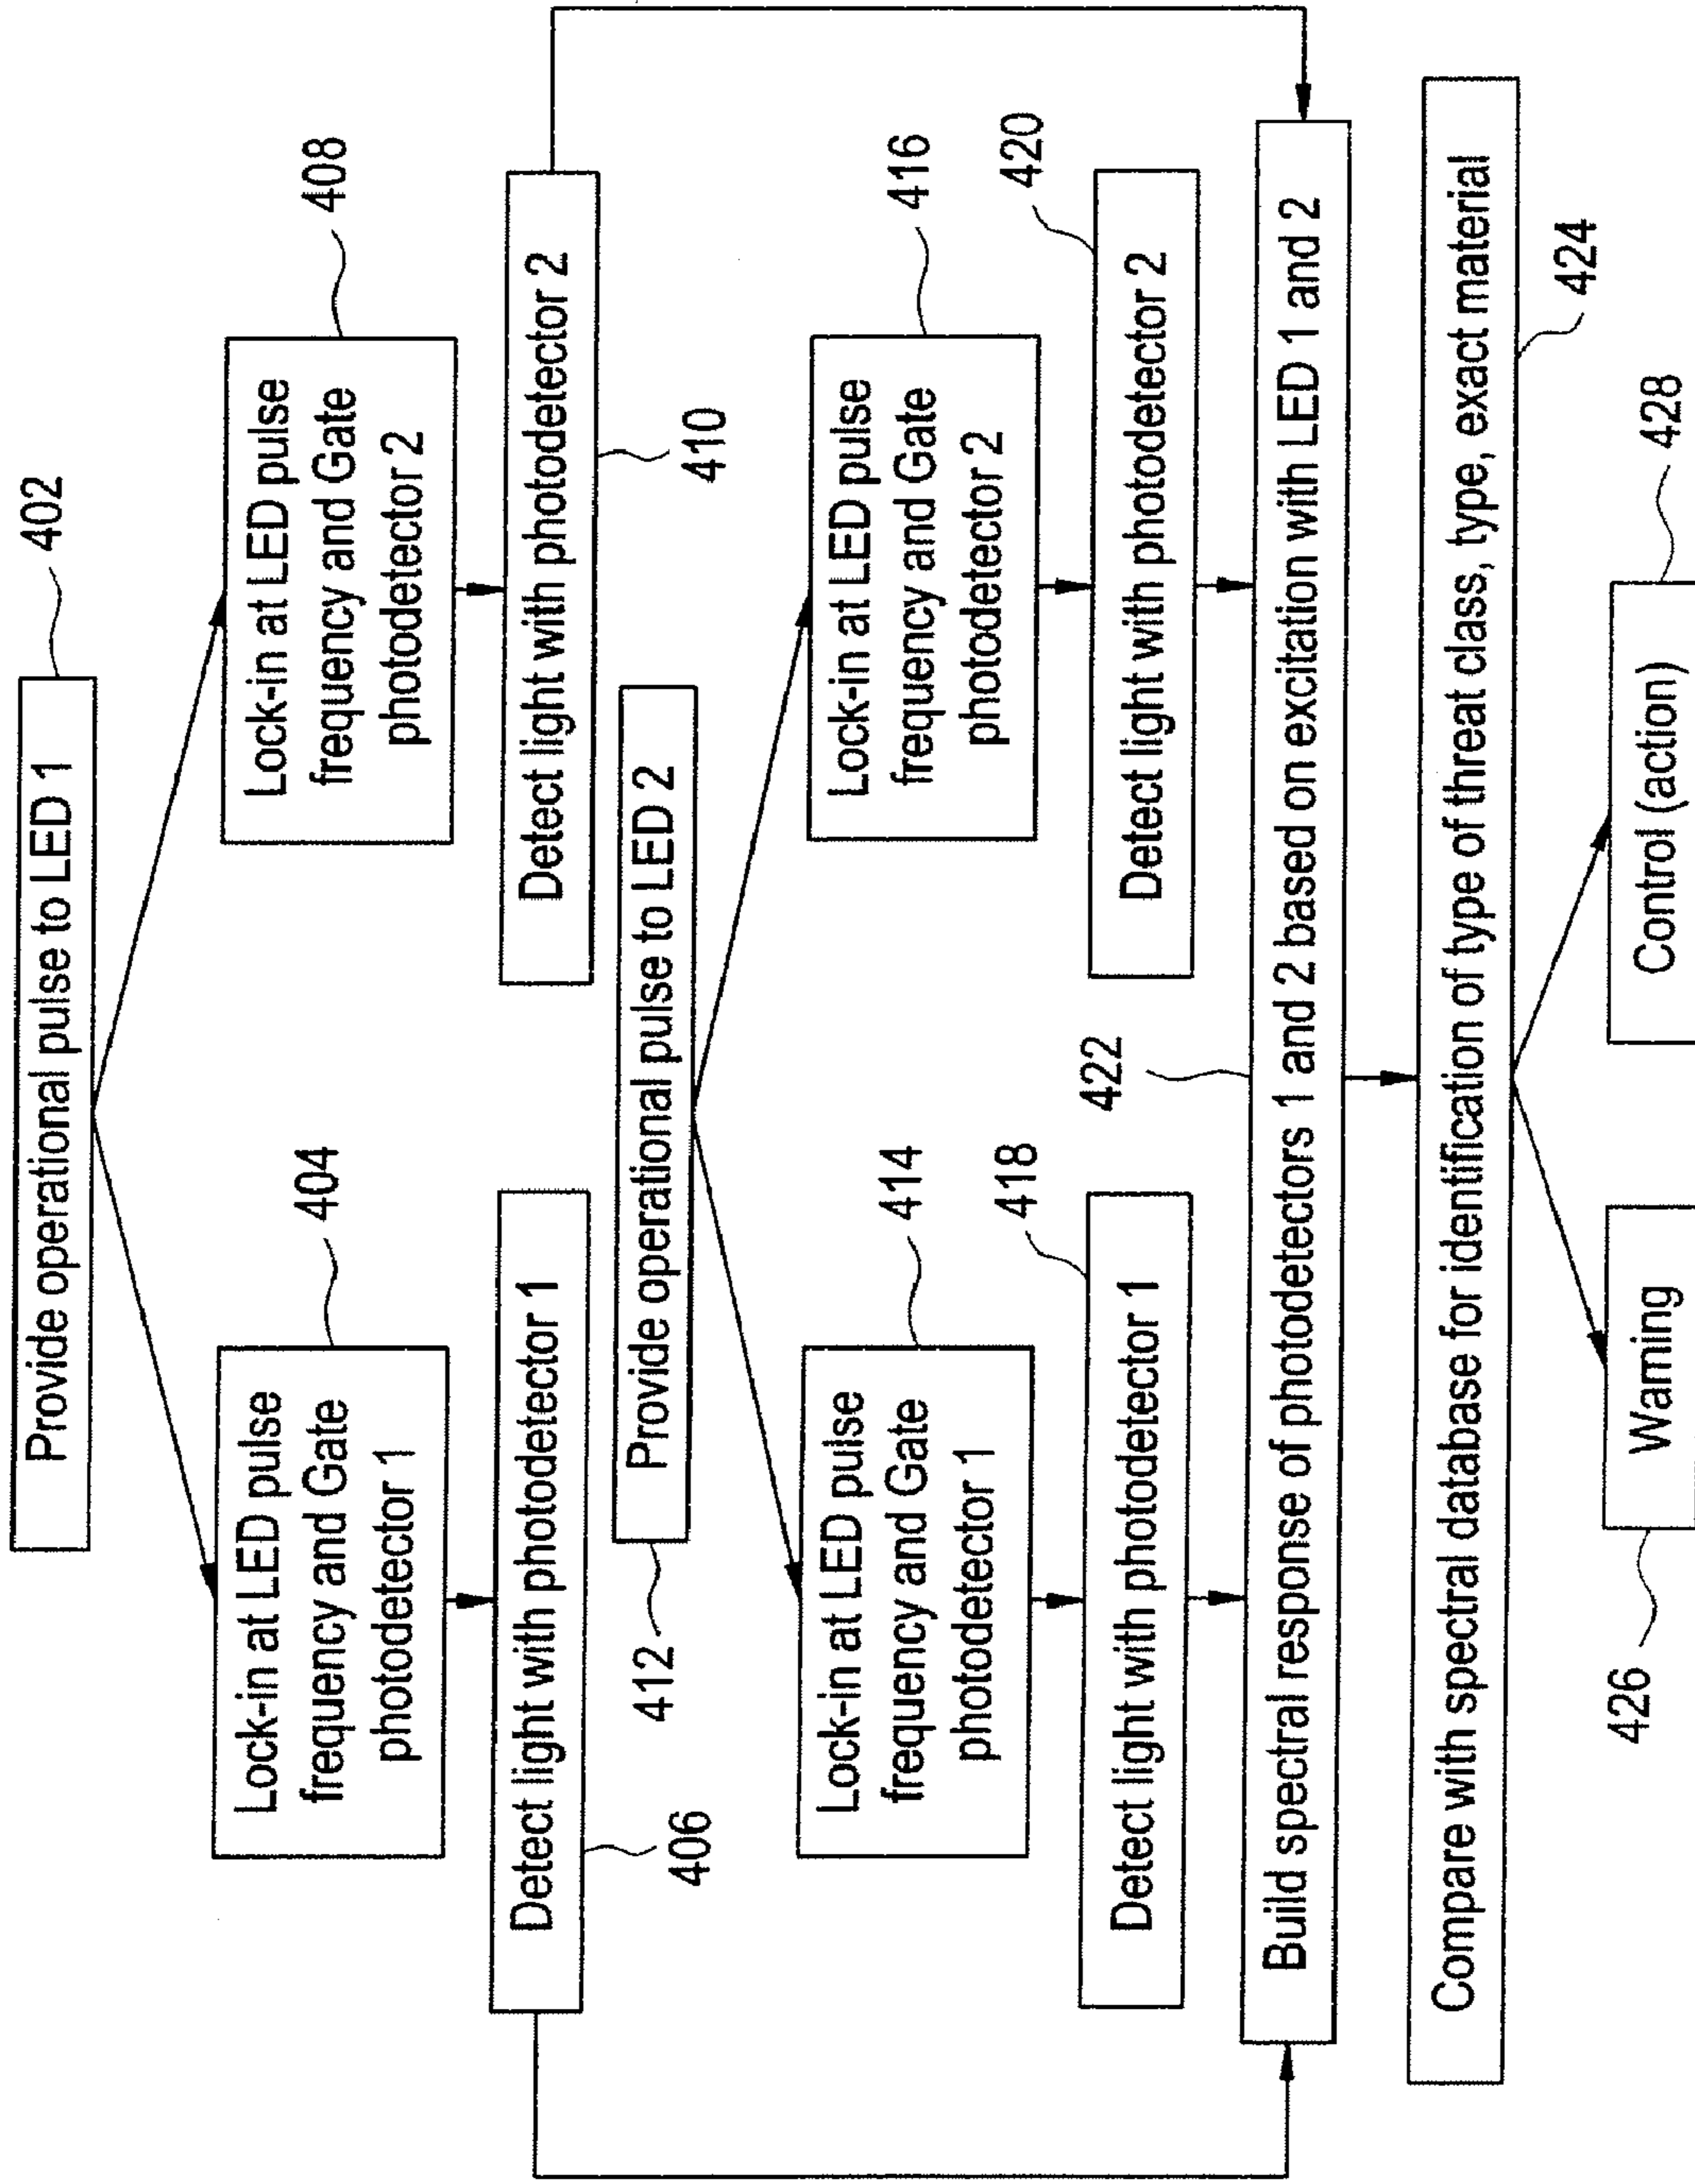 Provide operational pulse to LED 1
402
Lock-in at LED pulse
frequency and Gate
photodetector 1
404
Lock-in at LED pulse
frequency and Gate
photodetector 2
408
Detect light with photodetector 1
406
Detect light with photodetector 2
410
Provide operational pulse to LED 2
412
Lock-in at LED pulse
frequency and Gate
photodetector 1
414
Lock-in at LED pulse
frequency and Gate
photodetector 2
416
Detect light with photodetector 1
418
Detect light with photodetector 2
420
422
Build spectral response of photodetectors 1 and 2 based on excitation with LED 1 and 2
Compare with spectral database for identification of type of threat class, type, exact material
424
Warning
426
Control (action)
428